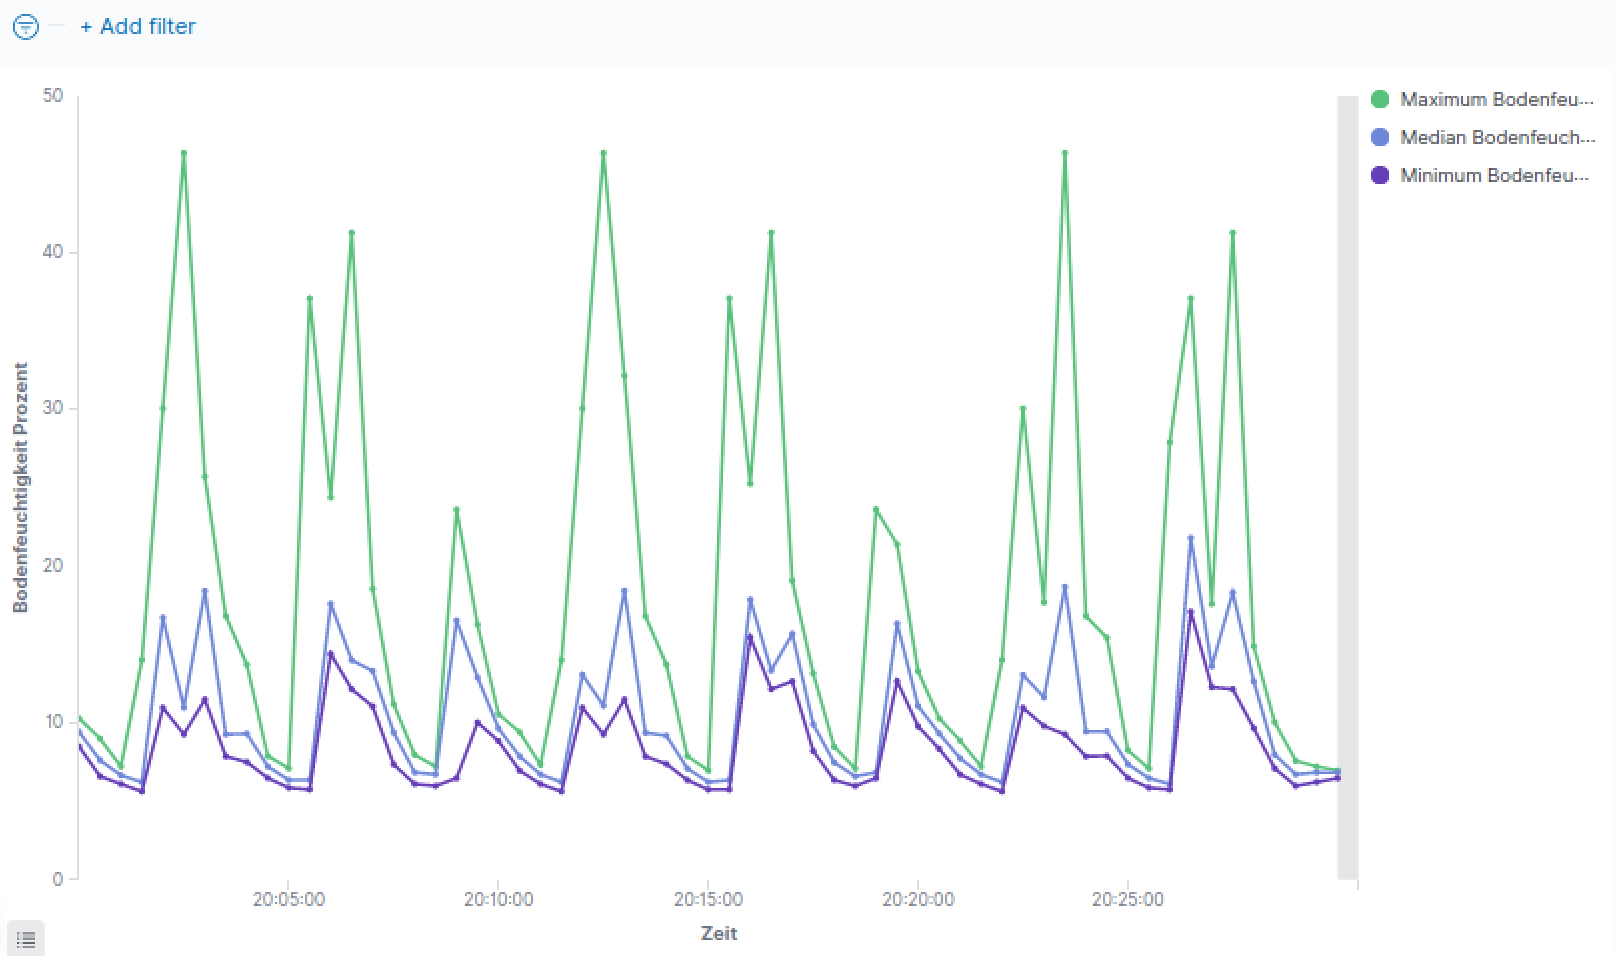 + Add filter
50
40
30
20
10
0
Bodenfeuchtigkeit Prozent
20:05:00
20:10:00
20:15:00
20:20:00
20:25:00
Zeit
Maximum Bodenfeu...
Median Bodenfeuch...
Minimum Bodenfeu...